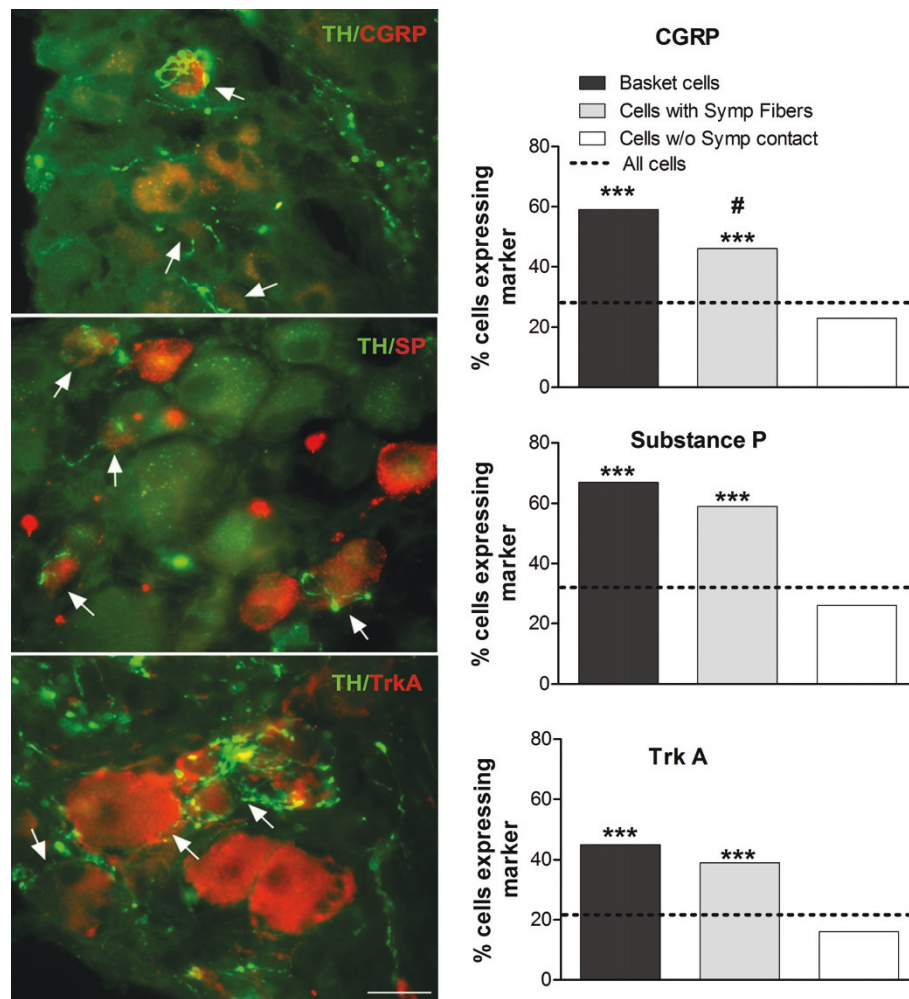 TH/CGRP
TH/SP
TH/TrkA
CGRP
Basket cells
Cells with Symp Fibers
Cells w/o Symp contact
All cells
% cells expressing
marker
80
60
40
20
0
***
#
***
Substance P
% cells expressing
marker
80
60
40
20
0
***
***
Trk A
% cells expressing
marker
80
60
40
20
0
***
***